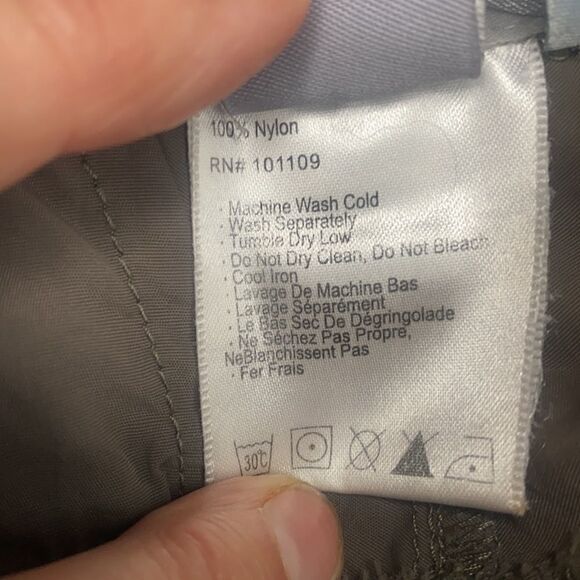 100% Nylon
RN# 101109
· Machine Wash Cold
· Wash Separately
· Tumble Dry Low
· Do Not Dry Clean, Do Not Bleach
· Cool Iron
· Lavage De Machine Bas
· Lavage Séparément
· Le Bas Sec De Dégringolade
· Ne Séchez Pas Propre,
NeBlanchissent Pas
· Fer Frais
30°C